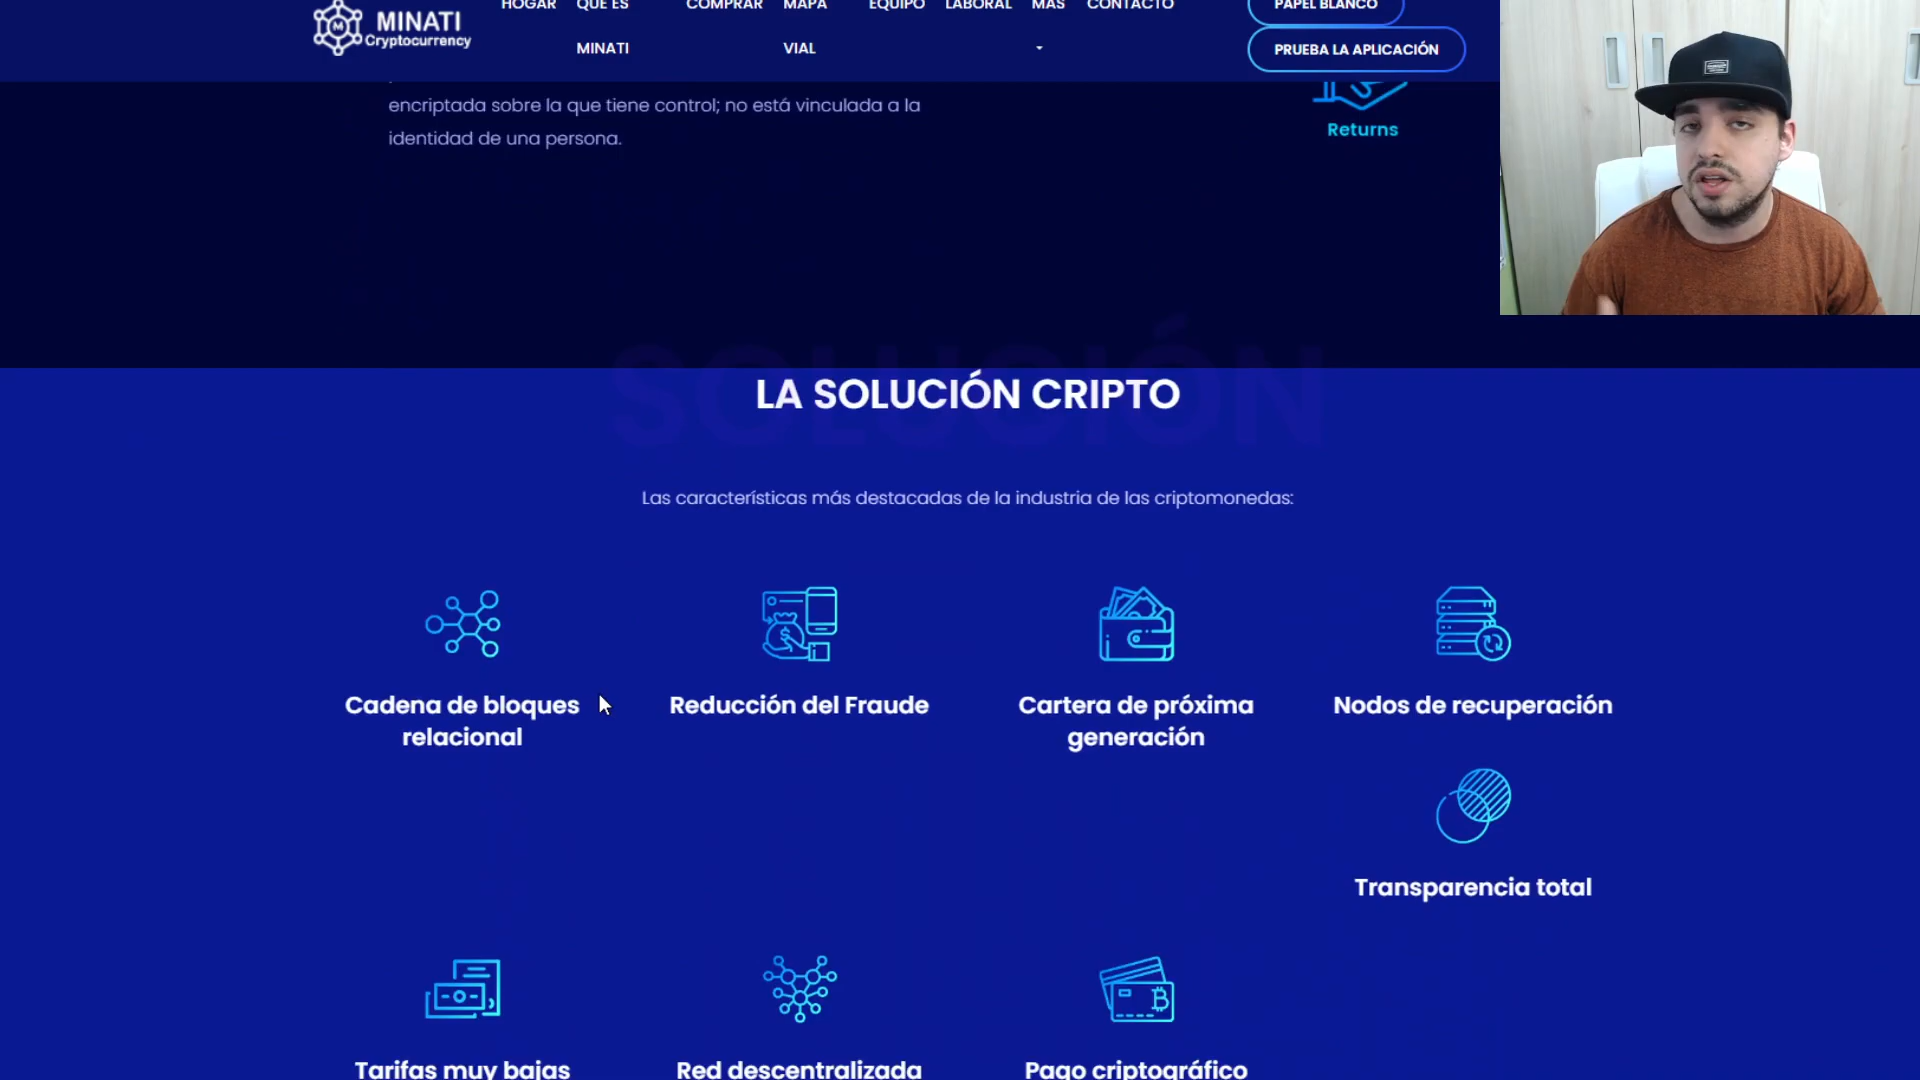 MINATI
Cryptocurrency
HOGAR
QUÉ ES
MINATI
COMPRAR
MAPA
VIAL
EQUIPO
LABORAL
MÁS
CONTACTO
PAPEL BLANCO
PRUEBA LA APLICACIÓN
encriptada sobre la que tiene control; no está vinculada a la
identidad de una persona.
Returns
SOLUCIÓN
LA SOLUCIÓN CRIPTO
Las características más destacadas de la industria de las criptomonedas:
Cadena de bloques
relacional
Reducción del Fraude
Cartera de próxima
generación
Nodos de recuperación
Transparencia total
Tarifas muy bajas
Red descentralizada
Pago criptográfico